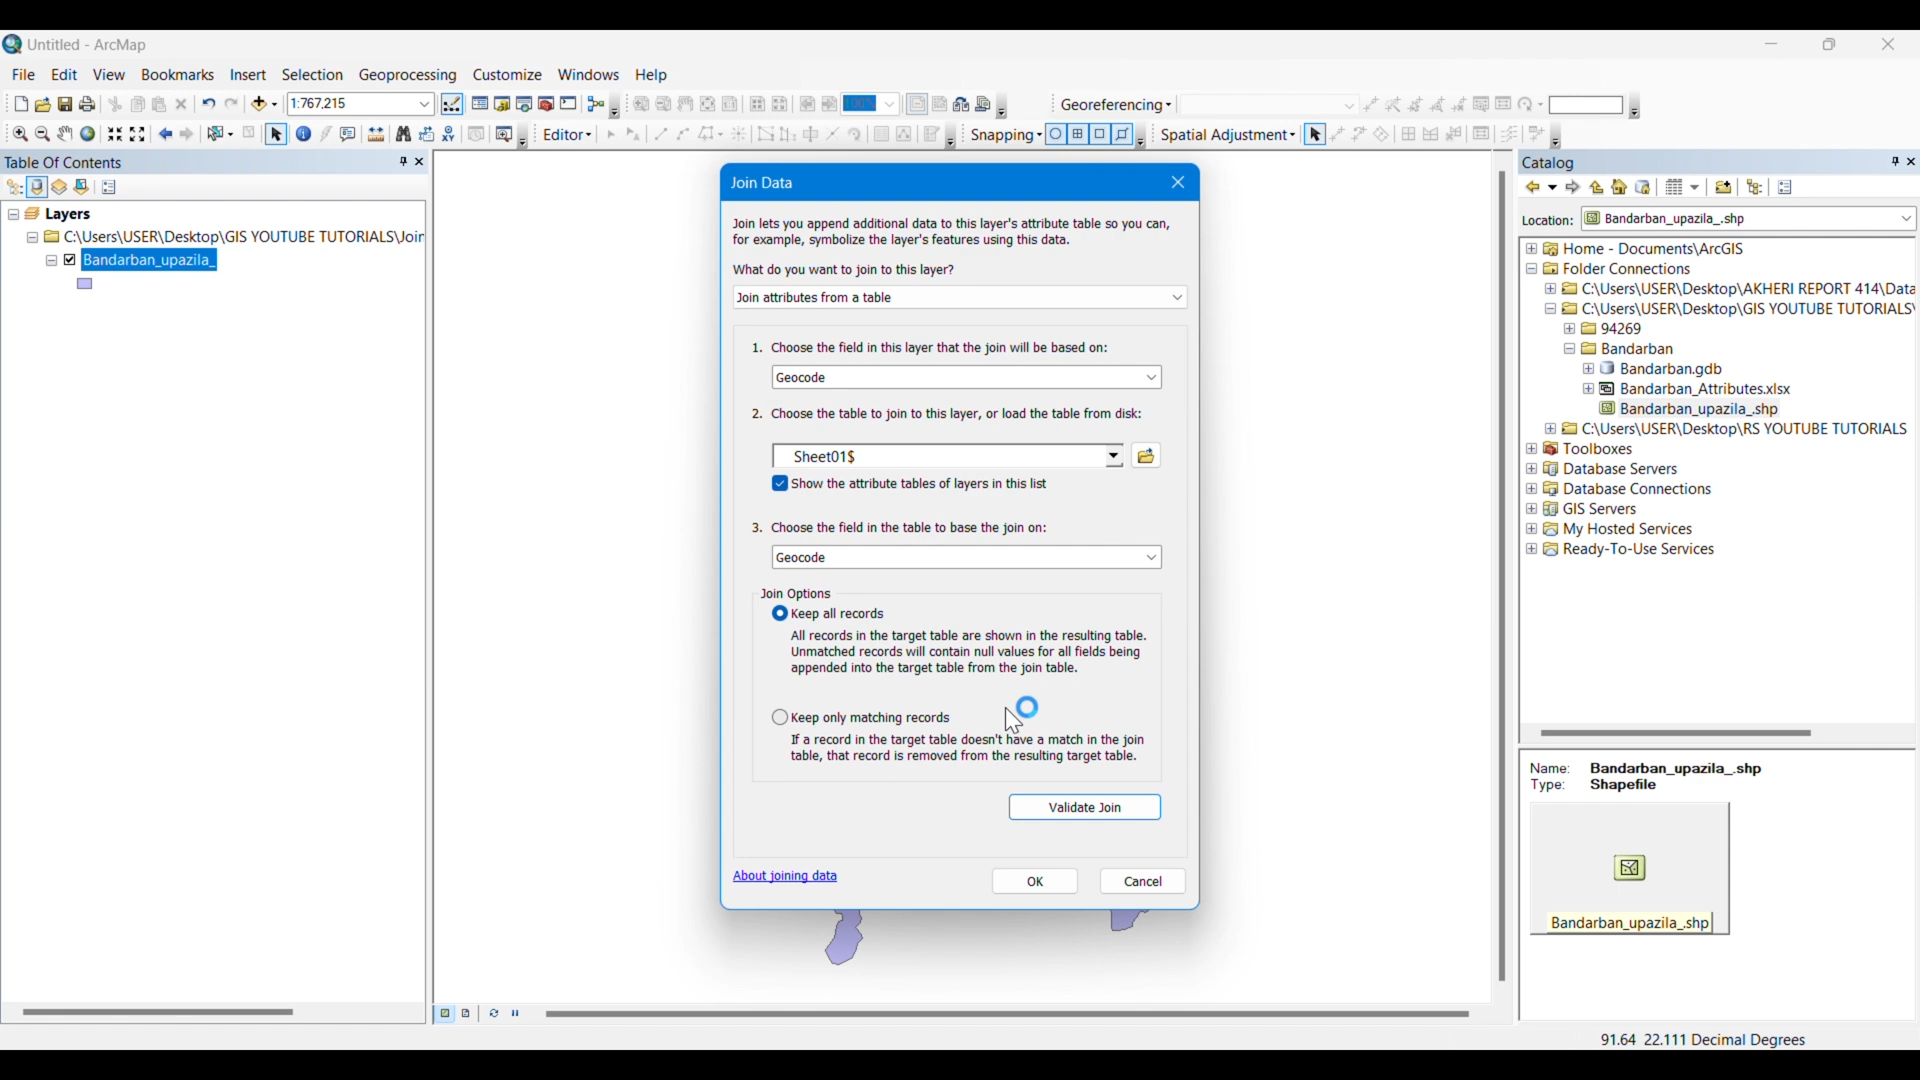 Untitled - ArcMap
File Edit View Bookmarks Insert Selection Geoprocessing Customize Windows Help
1:767,215
100%
Georeferencing
Editor
Snapping
Spatial Adjustment
Table Of Contents
Layers
C:\Users\USER\Desktop\GIS YOUTUBE TUTORIALS\Join
Bandarban_upazila_
Join Data
Join lets you append additional data to this layer's attribute table so you can,
for example, symbolize the layer's features using this data.
What do you want to join to this layer?
Join attributes from a table
1. Choose the field in this layer that the join will be based on:
Geocode
2. Choose the table to join to this layer, or load the table from disk:
Sheet01$
Show the attribute tables of layers in this list
3. Choose the field in the table to base the join on:
Geocode
Join Options
Keep all records
All records in the target table are shown in the resulting table.
Unmatched records will contain null values for all fields being
appended into the target table from the join table.
Keep only matching records
If a record in the target table doesn't have a match in the join
table, that record is removed from the resulting target table.
Validate Join
About joining data
OK
Cancel
Catalog
Location: Bandarban_upazila_.shp
Home - Documents\ArcGIS
Folder Connections
C:\Users\USER\Desktop\AKHERI REPORT 414\Data
C:\Users\USER\Desktop\GIS YOUTUBE TUTORIALS\
94269
Bandarban
Bandarban.gdb
Bandarban_Attributes.xlsx
Bandarban_upazila_.shp
C:\Users\USER\Desktop\RS YOUTUBE TUTORIALS
Toolboxes
Database Servers
Database Connections
GIS Servers
My Hosted Services
Ready-To-Use Services
Name: Bandarban_upazila_.shp
Type: Shapefile
Bandarban_upazila_.shp
91.64 22.111 Decimal Degrees